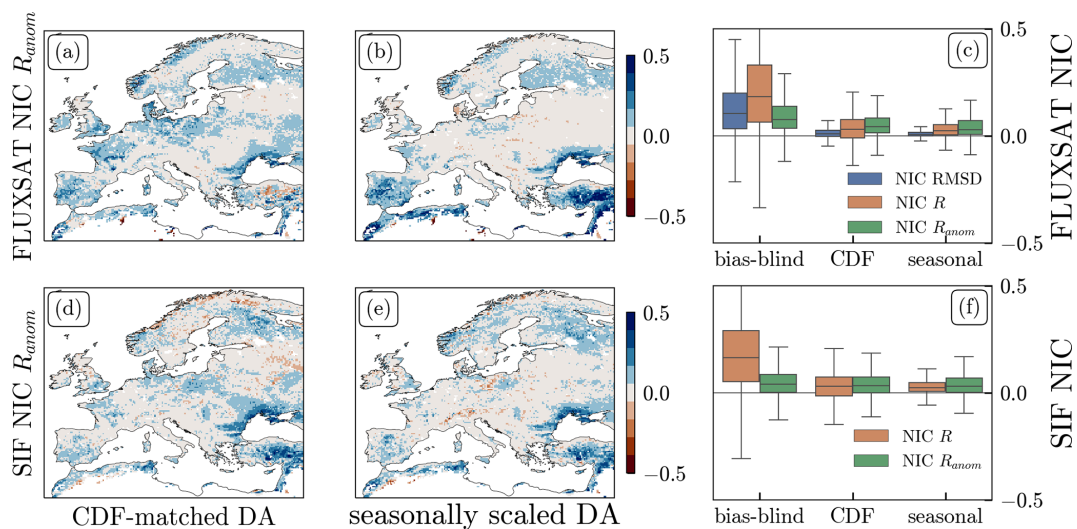 FLUXSAT NIC R_anom
(a)
(b)
0.5
0.0
−0.5
(c)
0.5
0.0
−0.5
NIC RMSD
NIC R
NIC R_anom
bias-blind CDF seasonal
FLUXSAT NIC
SIF NIC R_anom
(d)
(e)
0.5
0.0
−0.5
(f)
0.5
0.0
−0.5
NIC R
NIC R_anom
bias-blind CDF seasonal
SIF NIC
CDF-matched DA
seasonally scaled DA